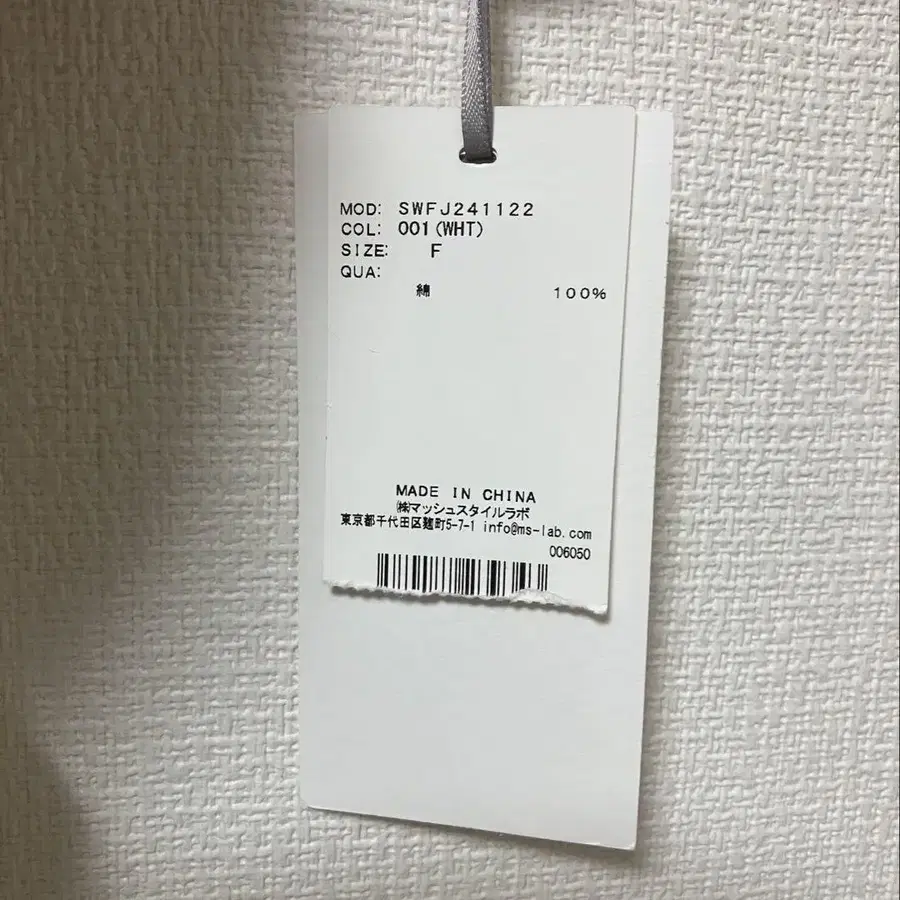 MOD: SWFJ241122
COL: 001(WHT)
SIZE: F
QUA:
綿 100%
MADE IN CHINA
㈱マッシュスタイルラボ
東京都千代田区麹町5-7-1 info@ms-lab.com
006050